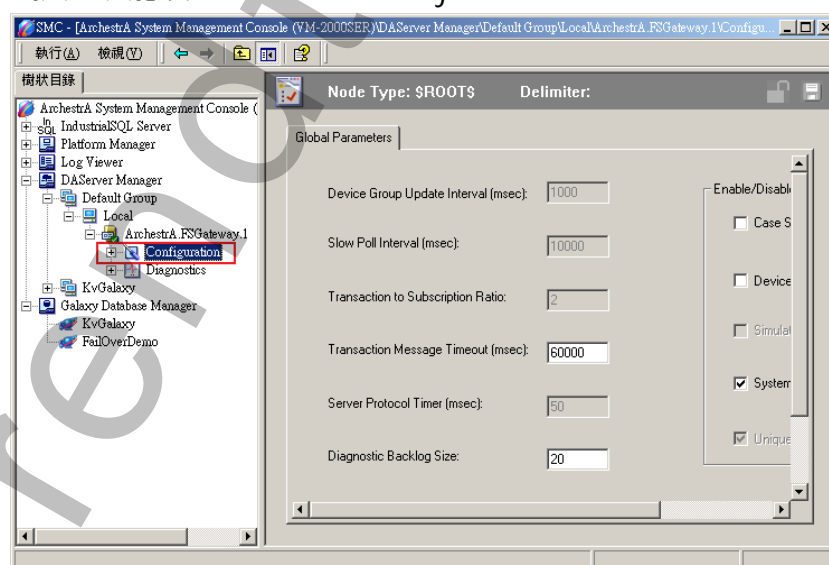 SMC - [ArchestrA System Management Console (VM-2000SER)\DAServer Manager\Default Group\Local\ArchestrA.FSGateway.1\Configu...
執行(A) 檢視(V)
樹狀目錄
ArchestrA System Management Console (
IndustrialSQL Server
Platform Manager
Log Viewer
DAServer Manager
Default Group
Local
ArchestrA.FSGateway.1
Configuration
Diagnostics
KvGalaxy
Galaxy Database Manager
KvGalaxy
FailOverDemo
Node Type: $ROOT$ Delimiter:
Global Parameters
Device Group Update Interval (msec): 1000
Slow Poll Interval (msec): 10000
Transaction to Subscription Ratio: 2
Transaction Message Timeout (msec): 60000
Server Protocol Timer (msec): 50
Diagnostic Backlog Size: 20
Enable/Disabl
Case S
Device
Simulat
System
Unique